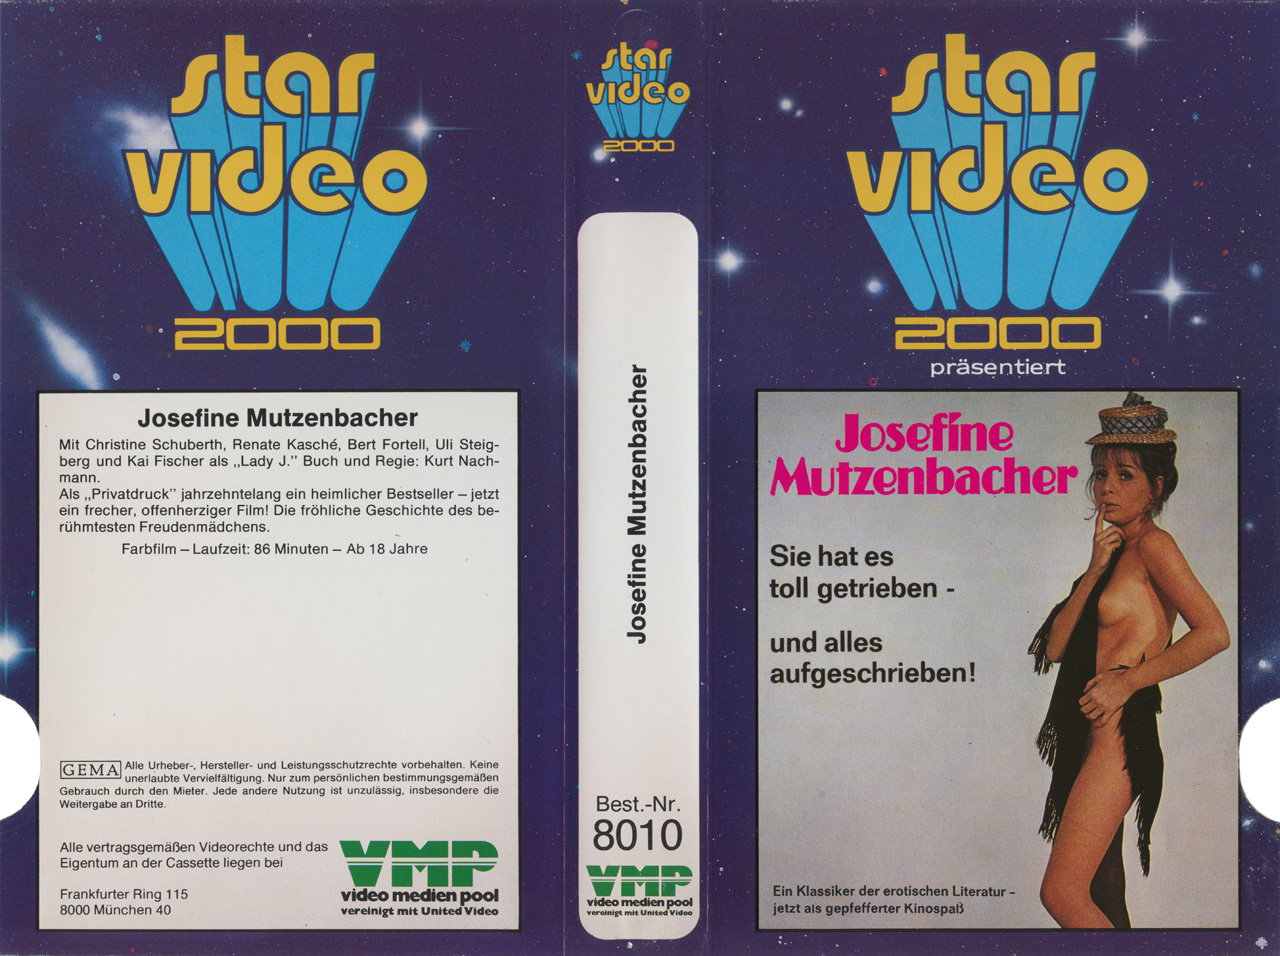 star
video
2000
Josefine Mutzenbacher
Mit Christine Schuberth, Renate Kasché, Bert Fortell, Uli Steig-
berg und Kai Fischer als „Lady J.” Buch und Regie: Kurt Nach-
mann.
Als „Privatdruck” jahrzehntelang ein heimlicher Bestseller – jetzt
ein frecher, offenherziger Film! Die fröhliche Geschichte des be-
rühmtesten Freudenmädchens.
Farbfilm – Laufzeit: 86 Minuten – Ab 18 Jahre
GEMA Alle Urheber-, Hersteller- und Leistungsschutzrechte vorbehalten. Keine
unerlaubte Vervielfältigung. Nur zum persönlichen bestimmungsgemäßen
Gebrauch durch den Mieter. Jede andere Nutzung ist unzulässig, insbesondere die
Weitergabe an Dritte.
Alle vertragsgemäßen Videorechte und das
Eigentum an der Cassette liegen bei
Frankfurter Ring 115
8000 München 40
VMP
video medien pool
vereinigt mit United Video
star
video
2000
Josefine Mutzenbacher
Best.-Nr.
8010
VMP
video medien pool
vereinigt mit United Video
star
video
2000
präsentiert
Josefine
Mutzenbacher
Sie hat es
toll getrieben -
und alles
aufgeschrieben!
Ein Klassiker der erotischen Literatur –
jetzt als gepfefferter Kinospaß